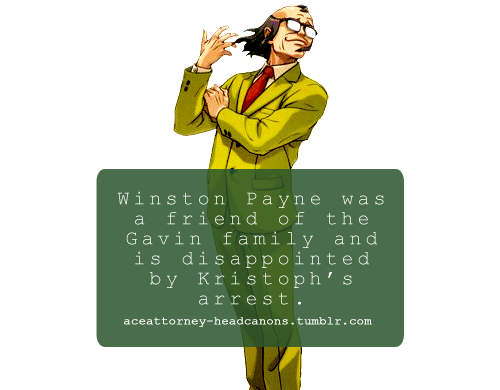 Winston Payne was
a friend of the
Gavin family and
is disappointed
by Kristoph's
arrest.
aceattorney-headcanons.tumblr.com